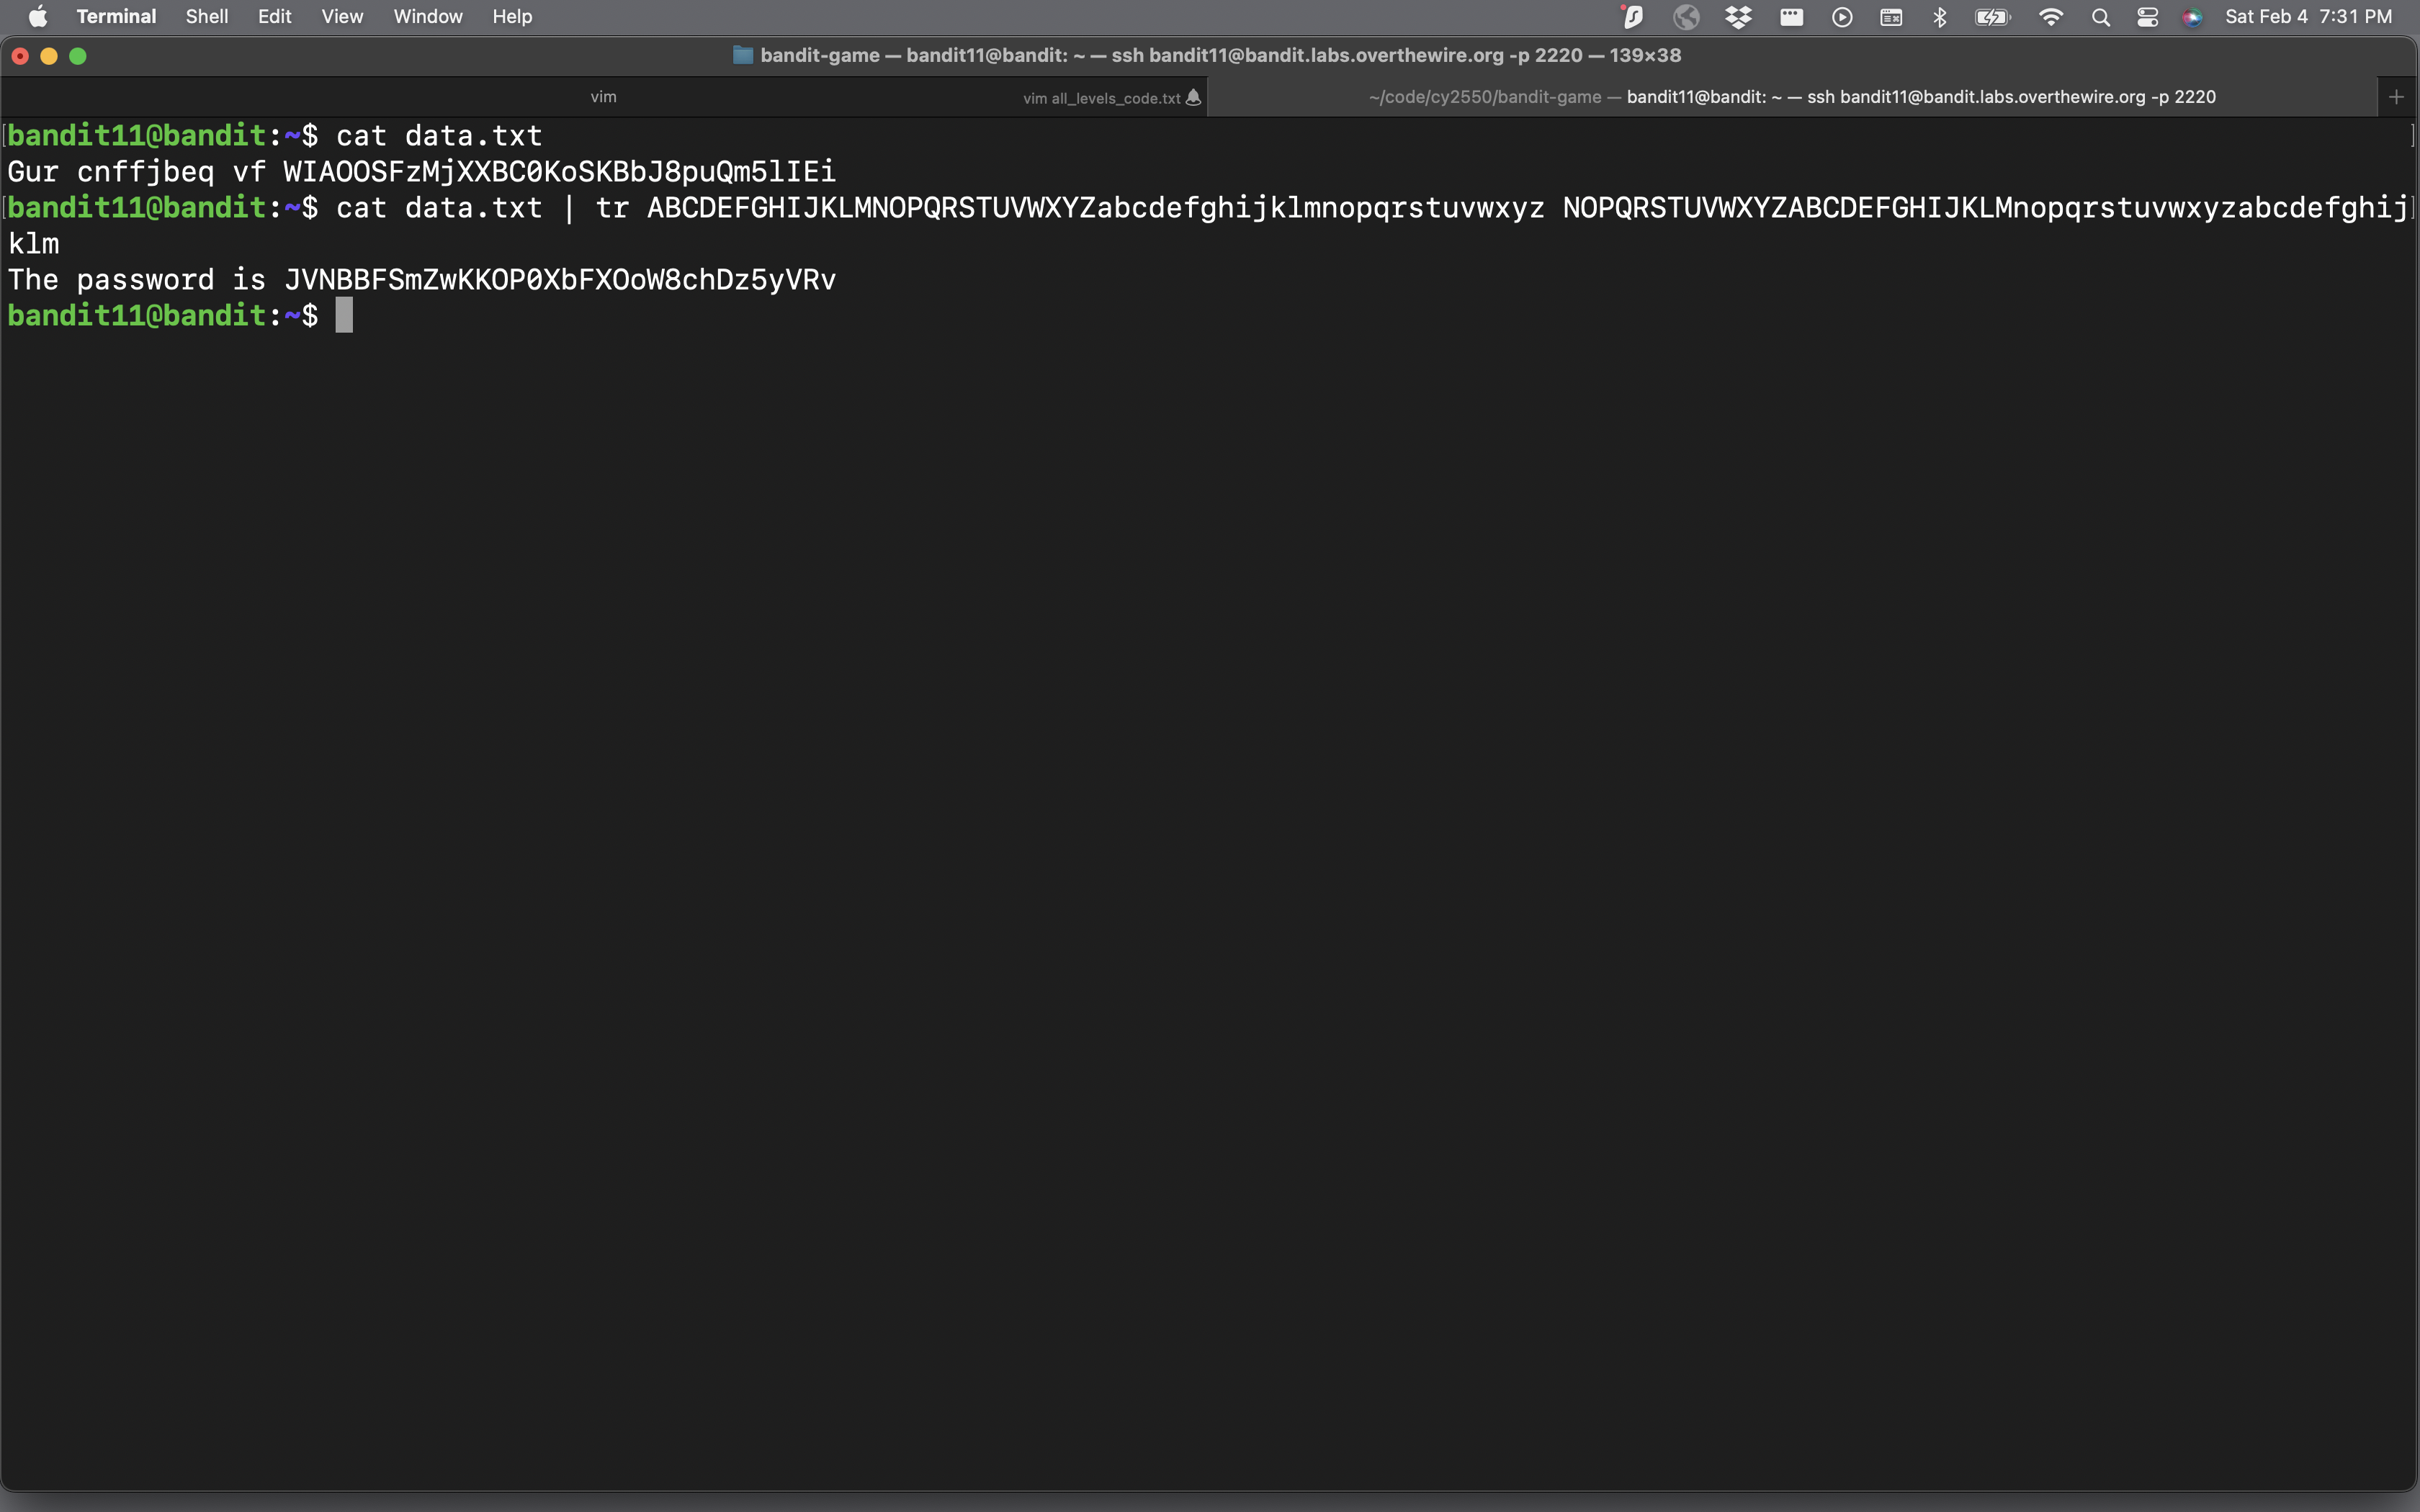 Terminal Shell Edit View Window Help Sat Feb 4 7:31 PM
bandit-game — bandit11@bandit: ~ — ssh bandit11@bandit.labs.overthewire.org -p 2220 — 139×38
vim vim all_levels_code.txt ~/code/cy2550/bandit-game — bandit11@bandit: ~ — ssh bandit11@bandit.labs.overthewire.org -p 2220
[bandit11@bandit:~$ cat data.txt ]
Gur cnffjbeq vf WIAOOSFzMjXXBC0KoSKBbJ8puQm5lIEi
[bandit11@bandit:~$ cat data.txt | tr ABCDEFGHIJKLMNOPQRSTUVWXYZabcdefghijklmnopqrstuvwxyz NOPQRSTUVWXYZABCDEFGHIJKLMnopqrstuvwxyzabcdefghij]
klm
The password is JVNBBFSmZwKKOP0XbFXOoW8chDz5yVRv
bandit11@bandit:~$